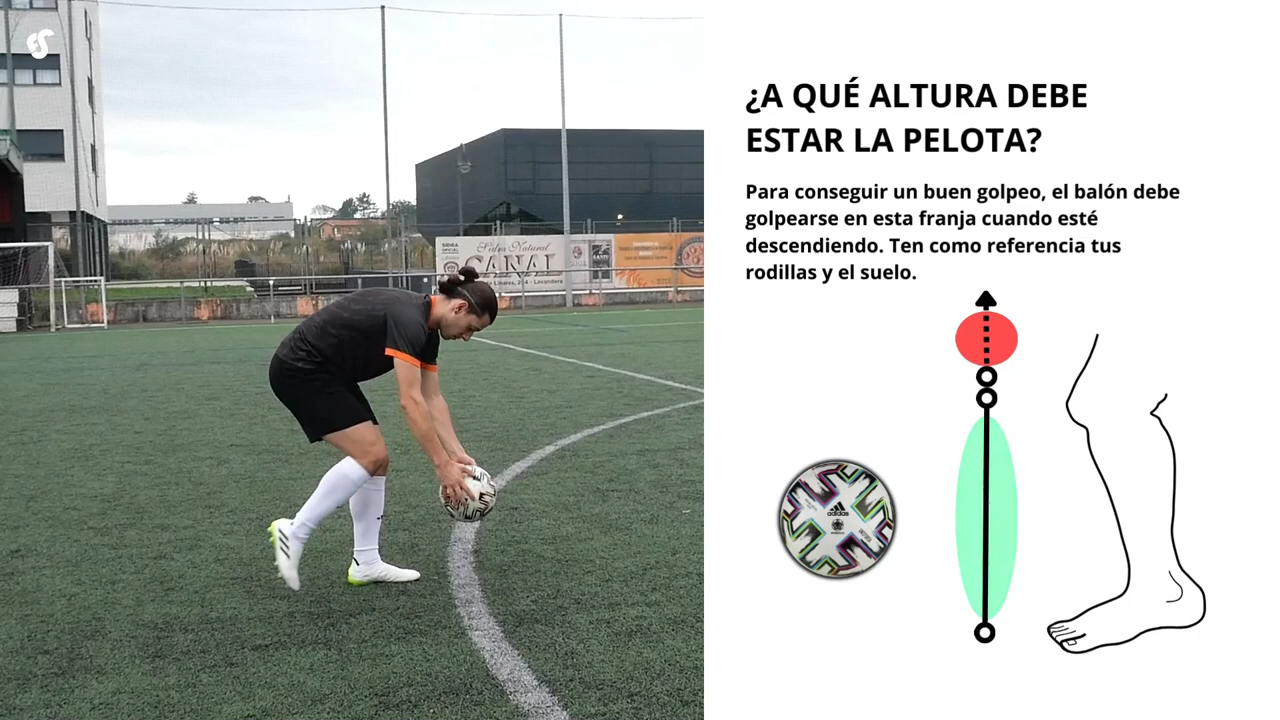 ¿A QUÉ ALTURA DEBE
ESTAR LA PELOTA?
Para conseguir un buen golpeo, el balón debe
golpearse en esta franja cuando esté
descendiendo. Ten como referencia tus
rodillas y el suelo.
Sidra Natural
CANAL
adidas